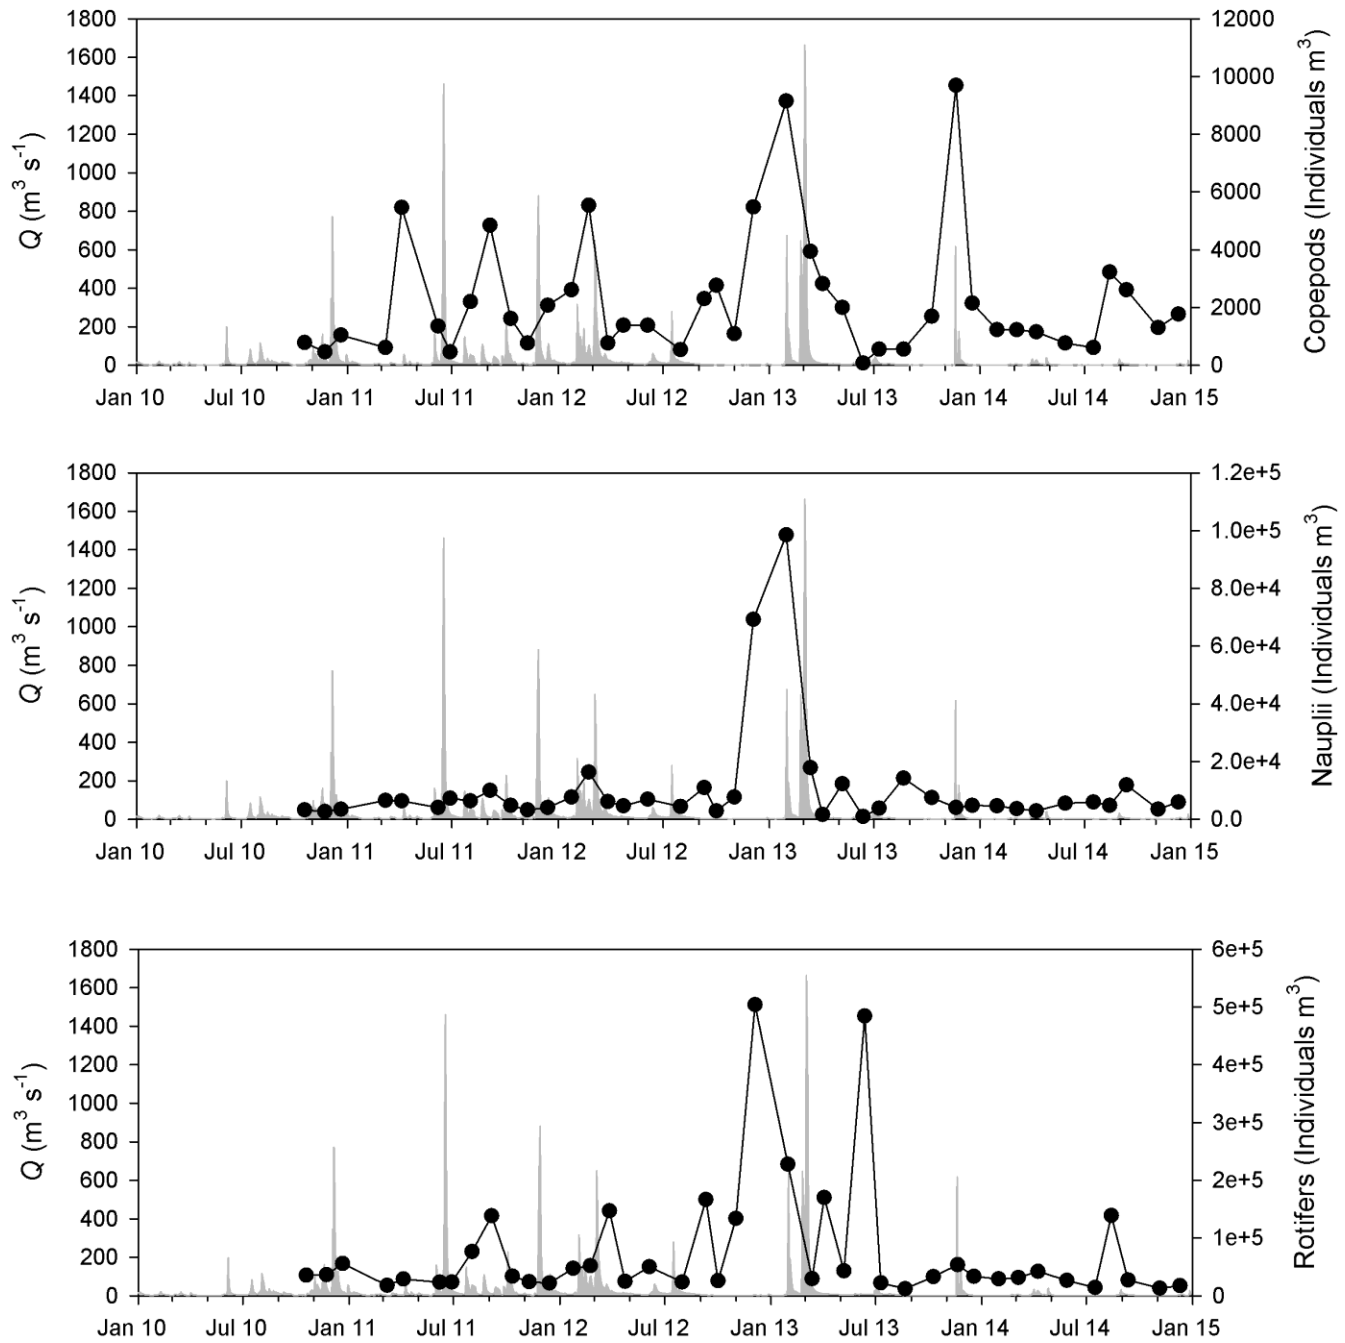 1800
1600
1400
1200
1000
800
600
400
200
0
Q (m³ s⁻¹)
12000
10000
8000
6000
4000
2000
0
Copepods (Individuals m³)
Jan 10 Jul 10 Jan 11 Jul 11 Jan 12 Jul 12 Jan 13 Jul 13 Jan 14 Jul 14 Jan 15
1800
1600
1400
1200
1000
800
600
400
200
0
Q (m³ s⁻¹)
1.2e+5
1.0e+5
8.0e+4
6.0e+4
4.0e+4
2.0e+4
0.0
Nauplii (Individuals m³)
Jan 10 Jul 10 Jan 11 Jul 11 Jan 12 Jul 12 Jan 13 Jul 13 Jan 14 Jul 14 Jan 15
1800
1600
1400
1200
1000
800
600
400
200
0
Q (m³ s⁻¹)
6e+5
5e+5
4e+5
3e+5
2e+5
1e+5
0
Rotifers (Individuals m³)
Jan 10 Jul 10 Jan 11 Jul 11 Jan 12 Jul 12 Jan 13 Jul 13 Jan 14 Jul 14 Jan 15